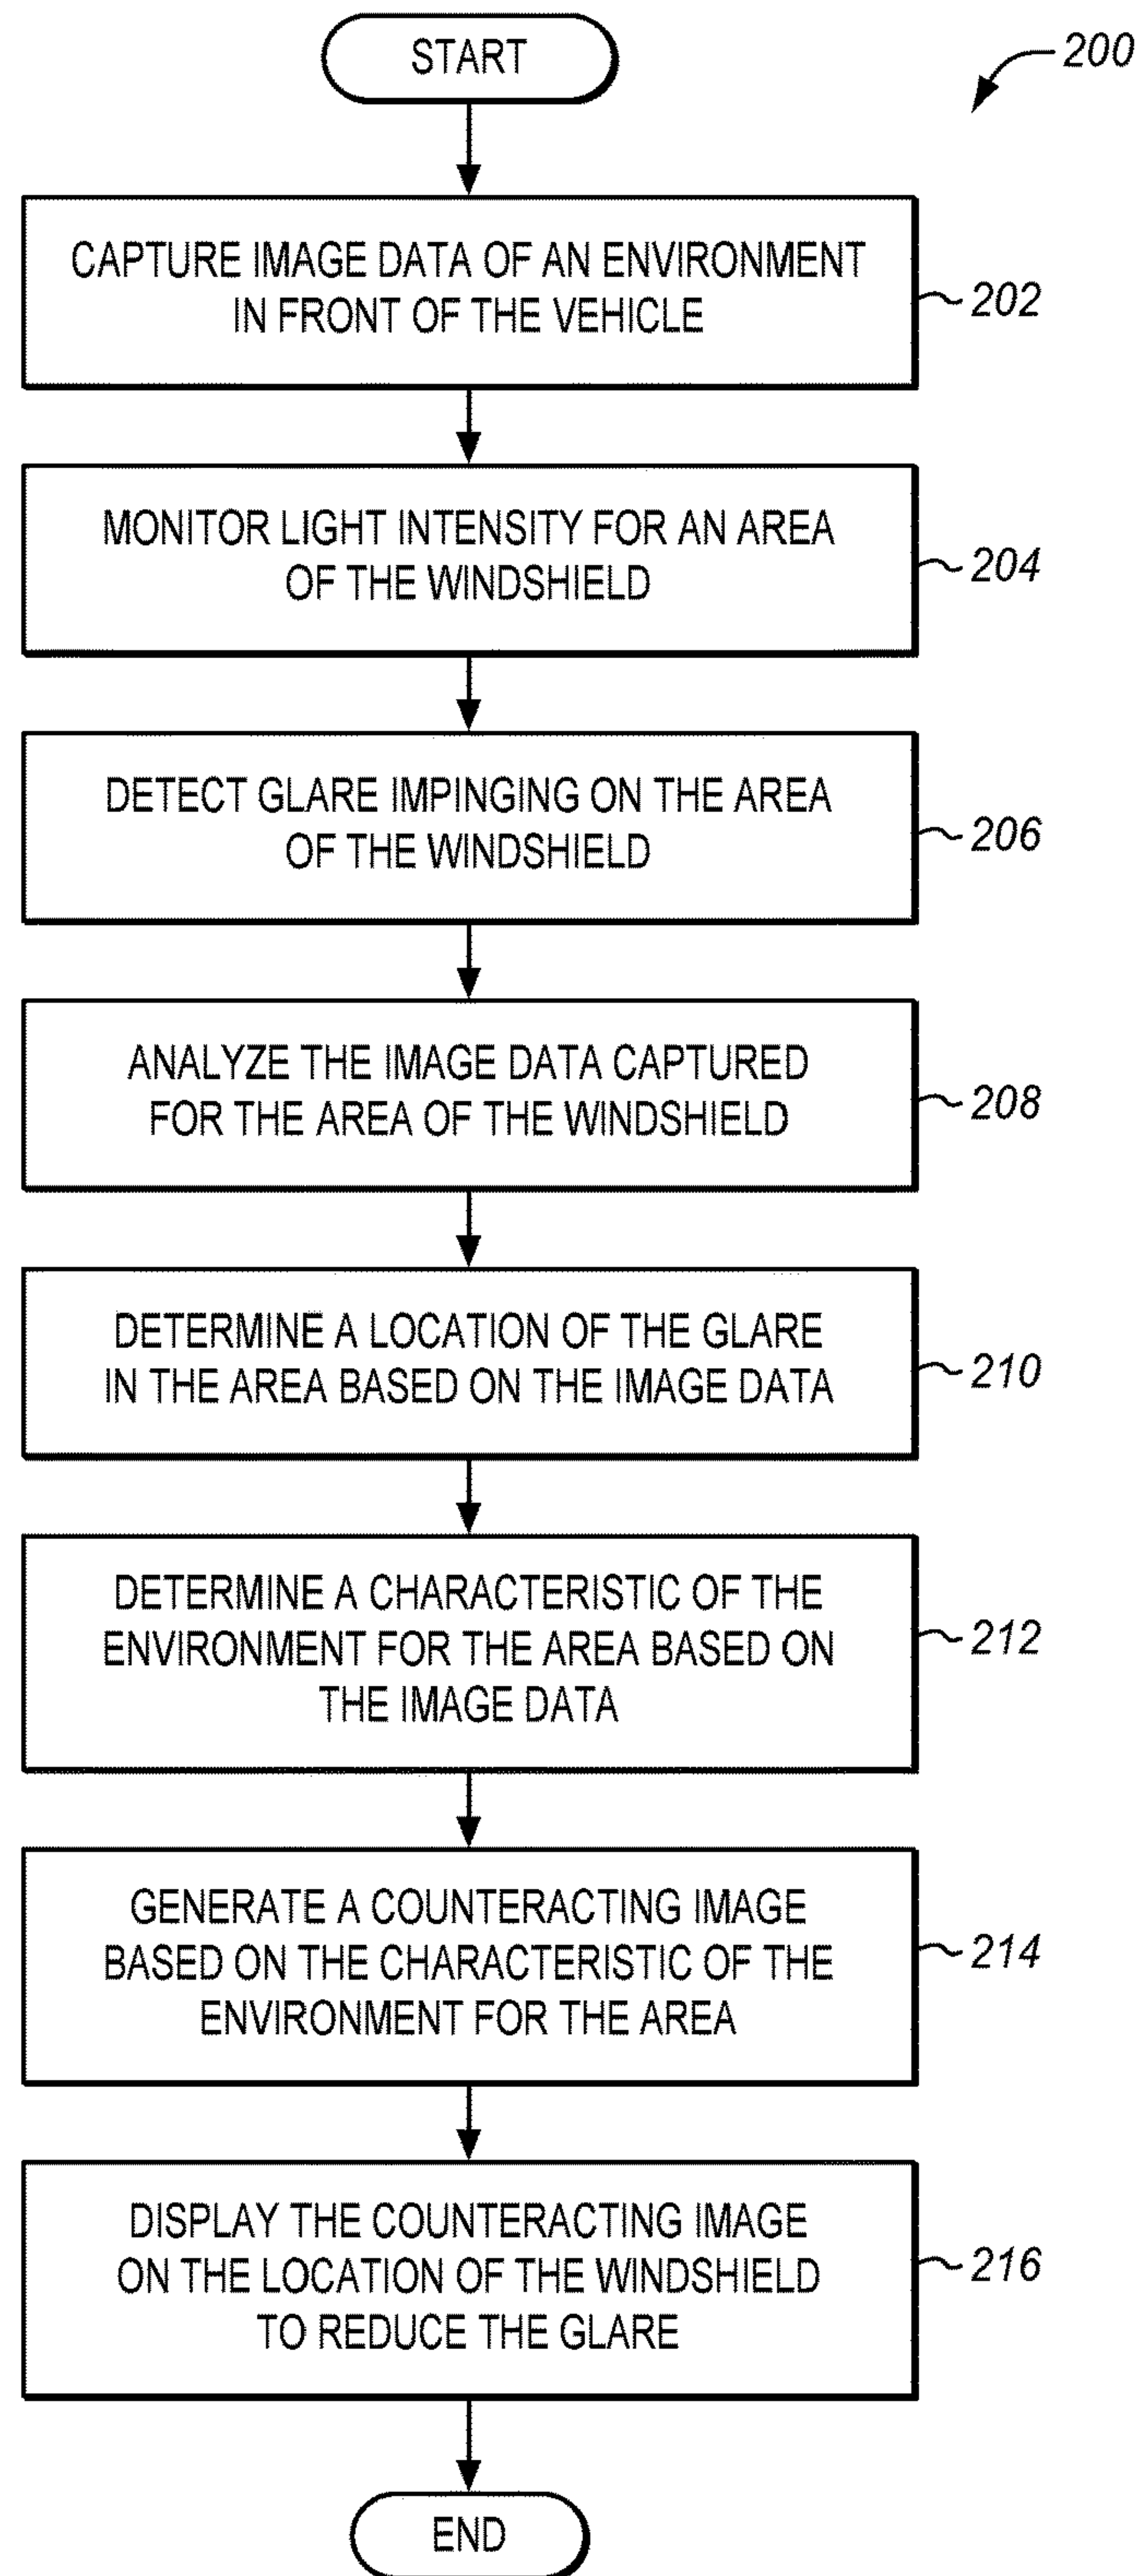 START
200
CAPTURE IMAGE DATA OF AN ENVIRONMENT
IN FRONT OF THE VEHICLE
202
MONITOR LIGHT INTENSITY FOR AN AREA
OF THE WINDSHIELD
204
DETECT GLARE IMPINGING ON THE AREA
OF THE WINDSHIELD
206
ANALYZE THE IMAGE DATA CAPTURED
FOR THE AREA OF THE WINDSHIELD
208
DETERMINE A LOCATION OF THE GLARE
IN THE AREA BASED ON THE IMAGE DATA
210
DETERMINE A CHARACTERISTIC OF THE
ENVIRONMENT FOR THE AREA BASED ON
THE IMAGE DATA
212
GENERATE A COUNTERACTING IMAGE
BASED ON THE CHARACTERISTIC OF THE
ENVIRONMENT FOR THE AREA
214
DISPLAY THE COUNTERACTING IMAGE
ON THE LOCATION OF THE WINDSHIELD
TO REDUCE THE GLARE
216
END